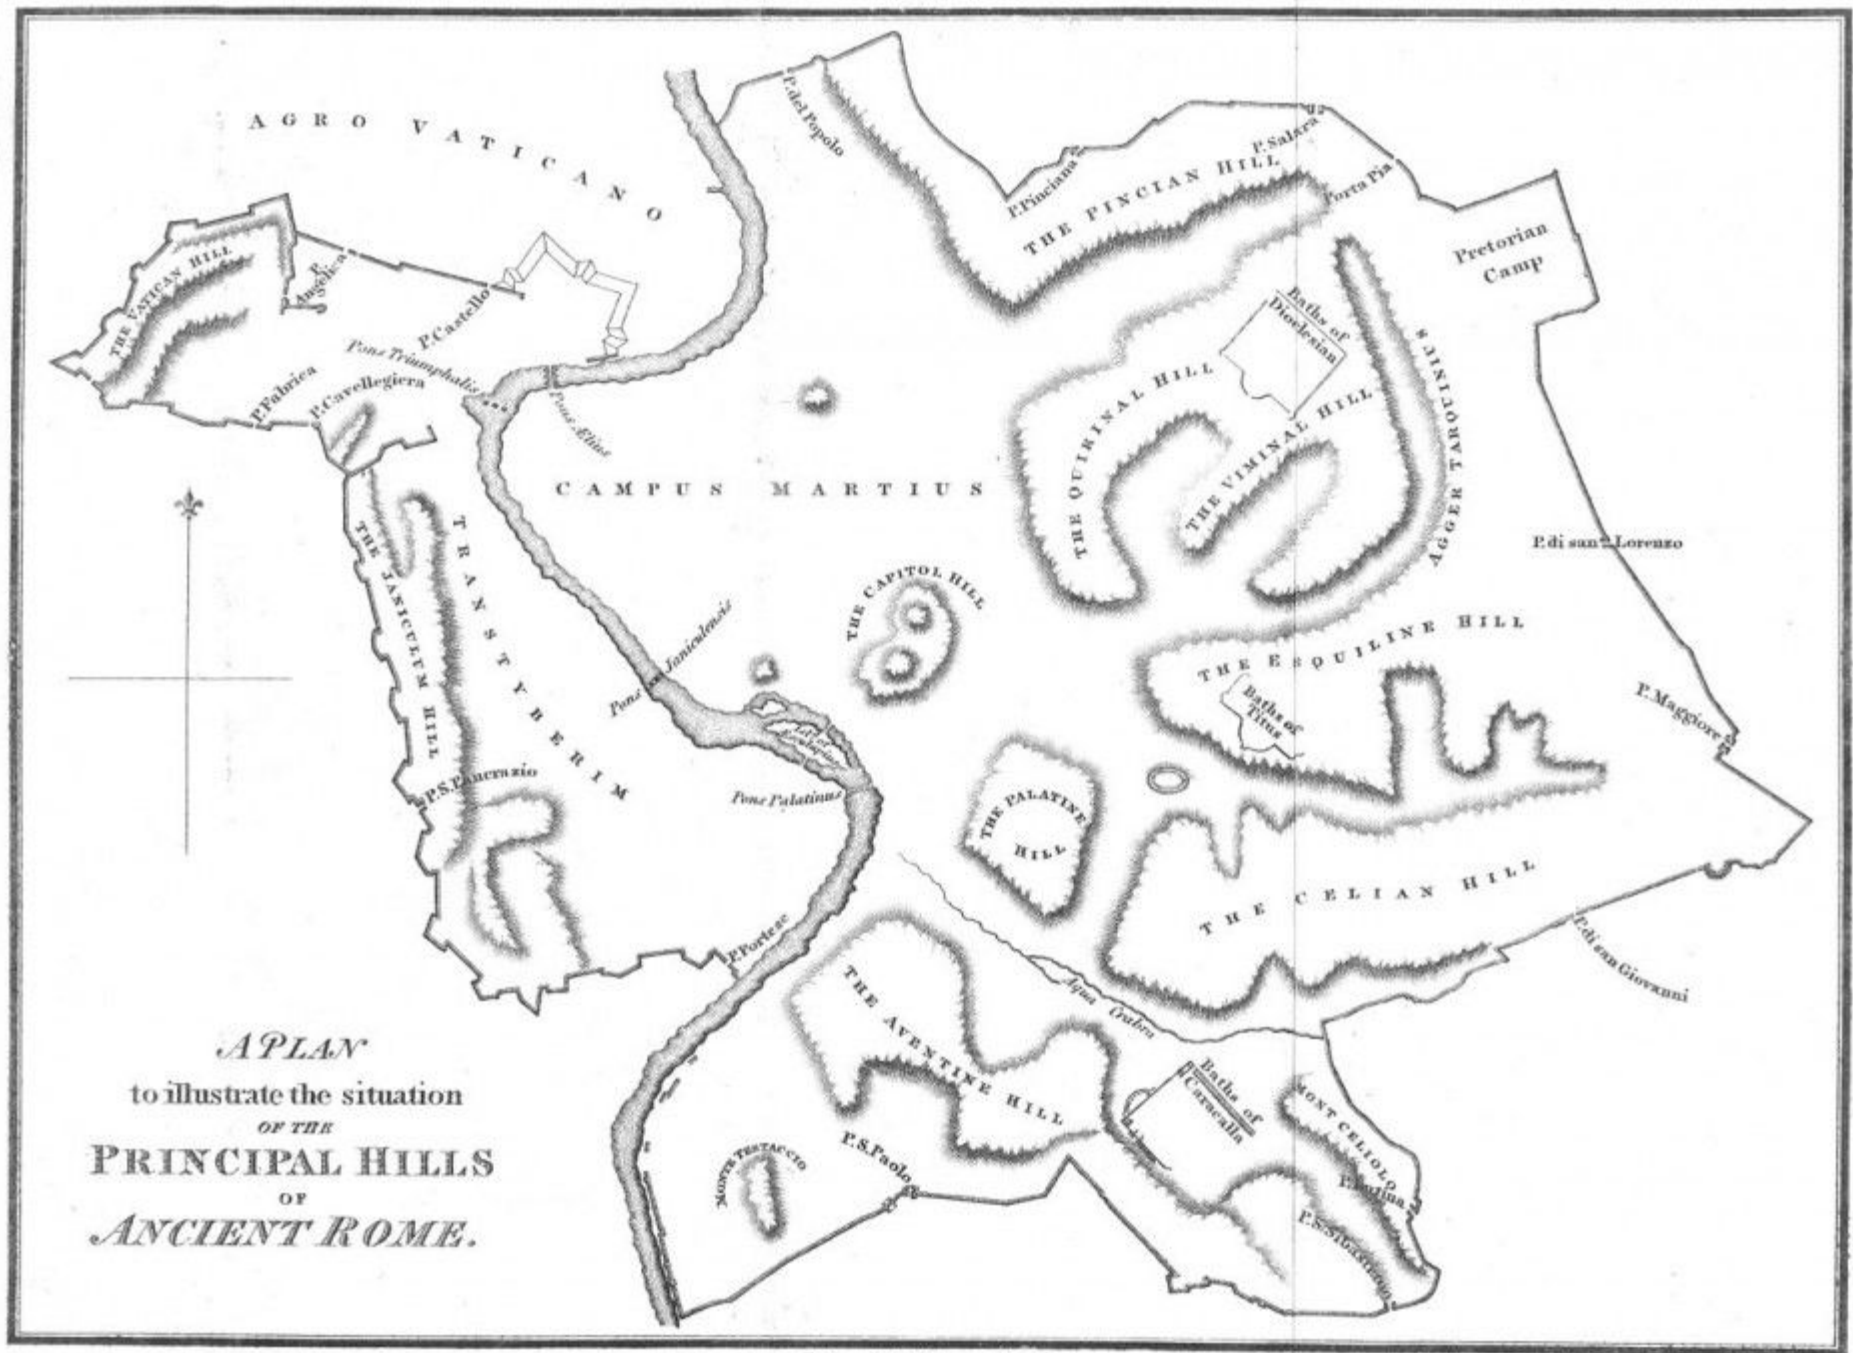 AGRO VATICANO
P. del Popolo
P. Salara
P. Pinciana
THE PINCIAN HILL
Porta Pia
Pretorian
Camp
THE VATICAN HILL
P.
Angelica
P. Castello
Pons Triumphalis
P. Fabrica
P. Cavellegiera
Pons Ælius
Baths of
Dioclesian
THE QUIRINAL HILL
THE VIMINAL HILL
AGGER TARQUINIUS
CAMPUS MARTIUS
P. di san Lorenzo
THE JANICULUM HILL
TRANSTYBERIM
THE CAPITOL HILL
Pons Janiculensis
THE ESQUILINE HILL
Baths of
Titus
P. Maggiore
P. S. Pancrazio
Pons Palatinus
THE PALATINE
HILL
THE CELIAN HILL
P. di san Giovanni
P. Portese
Aqua Crabra
THE AVENTINE HILL
Baths of
Caracalla
MONT CELIOLO
MONTE TESTACCIO
P. S. Paolo
A PLAN
to illustrate the situation
OF THE
PRINCIPAL HILLS
OF
ANCIENT ROME.